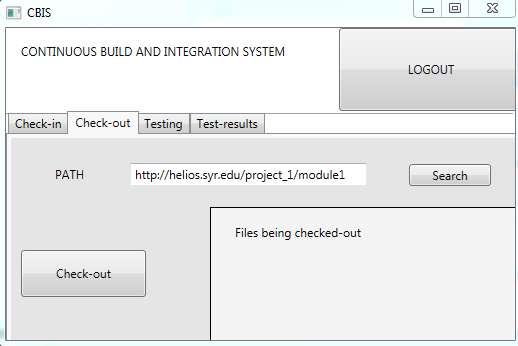 CBIS
CONTINUOUS BUILD AND INTEGRATION SYSTEM
LOGOUT
Check-in Check-out Testing Test-results
PATH http://helios.syr.edu/project_1/module1 Search
Files being checked-out
Check-out